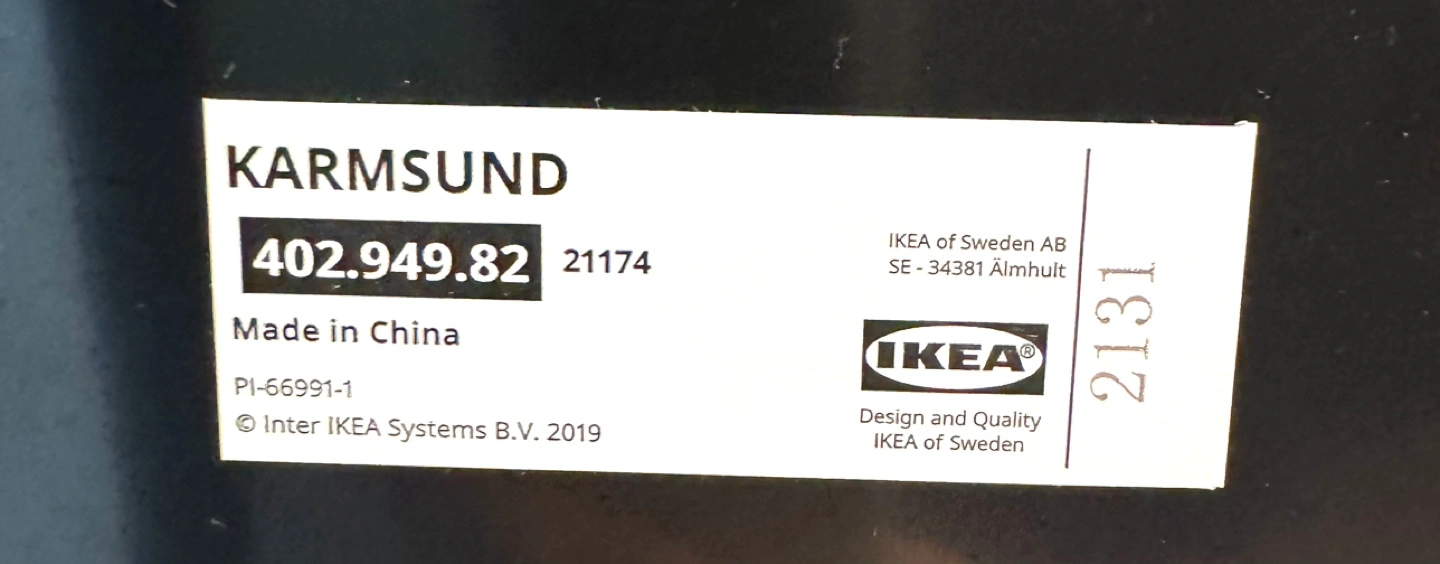 KARMSUND
402.949.82 21174
Made in China
PI-66991-1
© Inter IKEA Systems B.V. 2019
IKEA of Sweden AB
SE - 34381 Älmhult
IKEA®
Design and Quality
IKEA of Sweden
2131